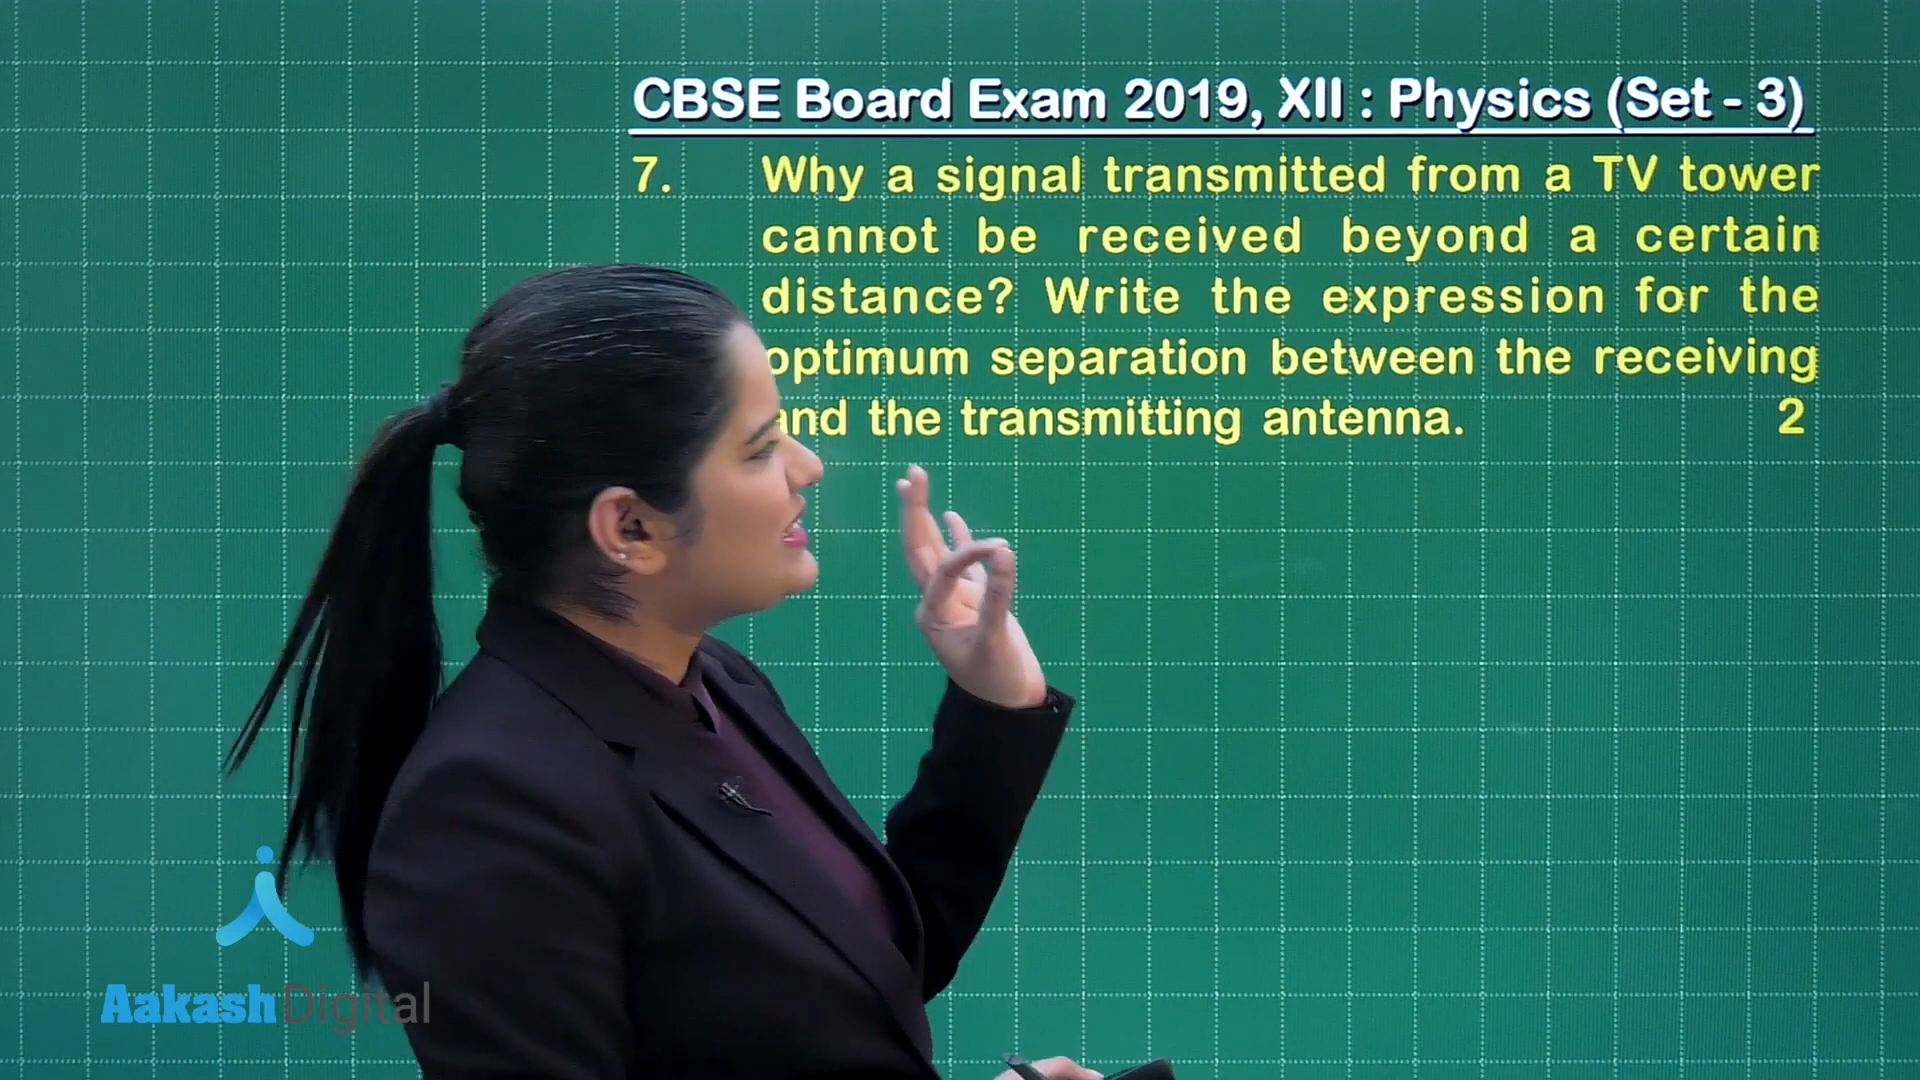 CBSE Board Exam 2019, XII : Physics (Set - 3)
7. Why a signal transmitted from a TV tower
cannot be received beyond a certain
distance? Write the expression for the
optimum separation between the receiving
and the transmitting antenna. 2
Aakash Digital